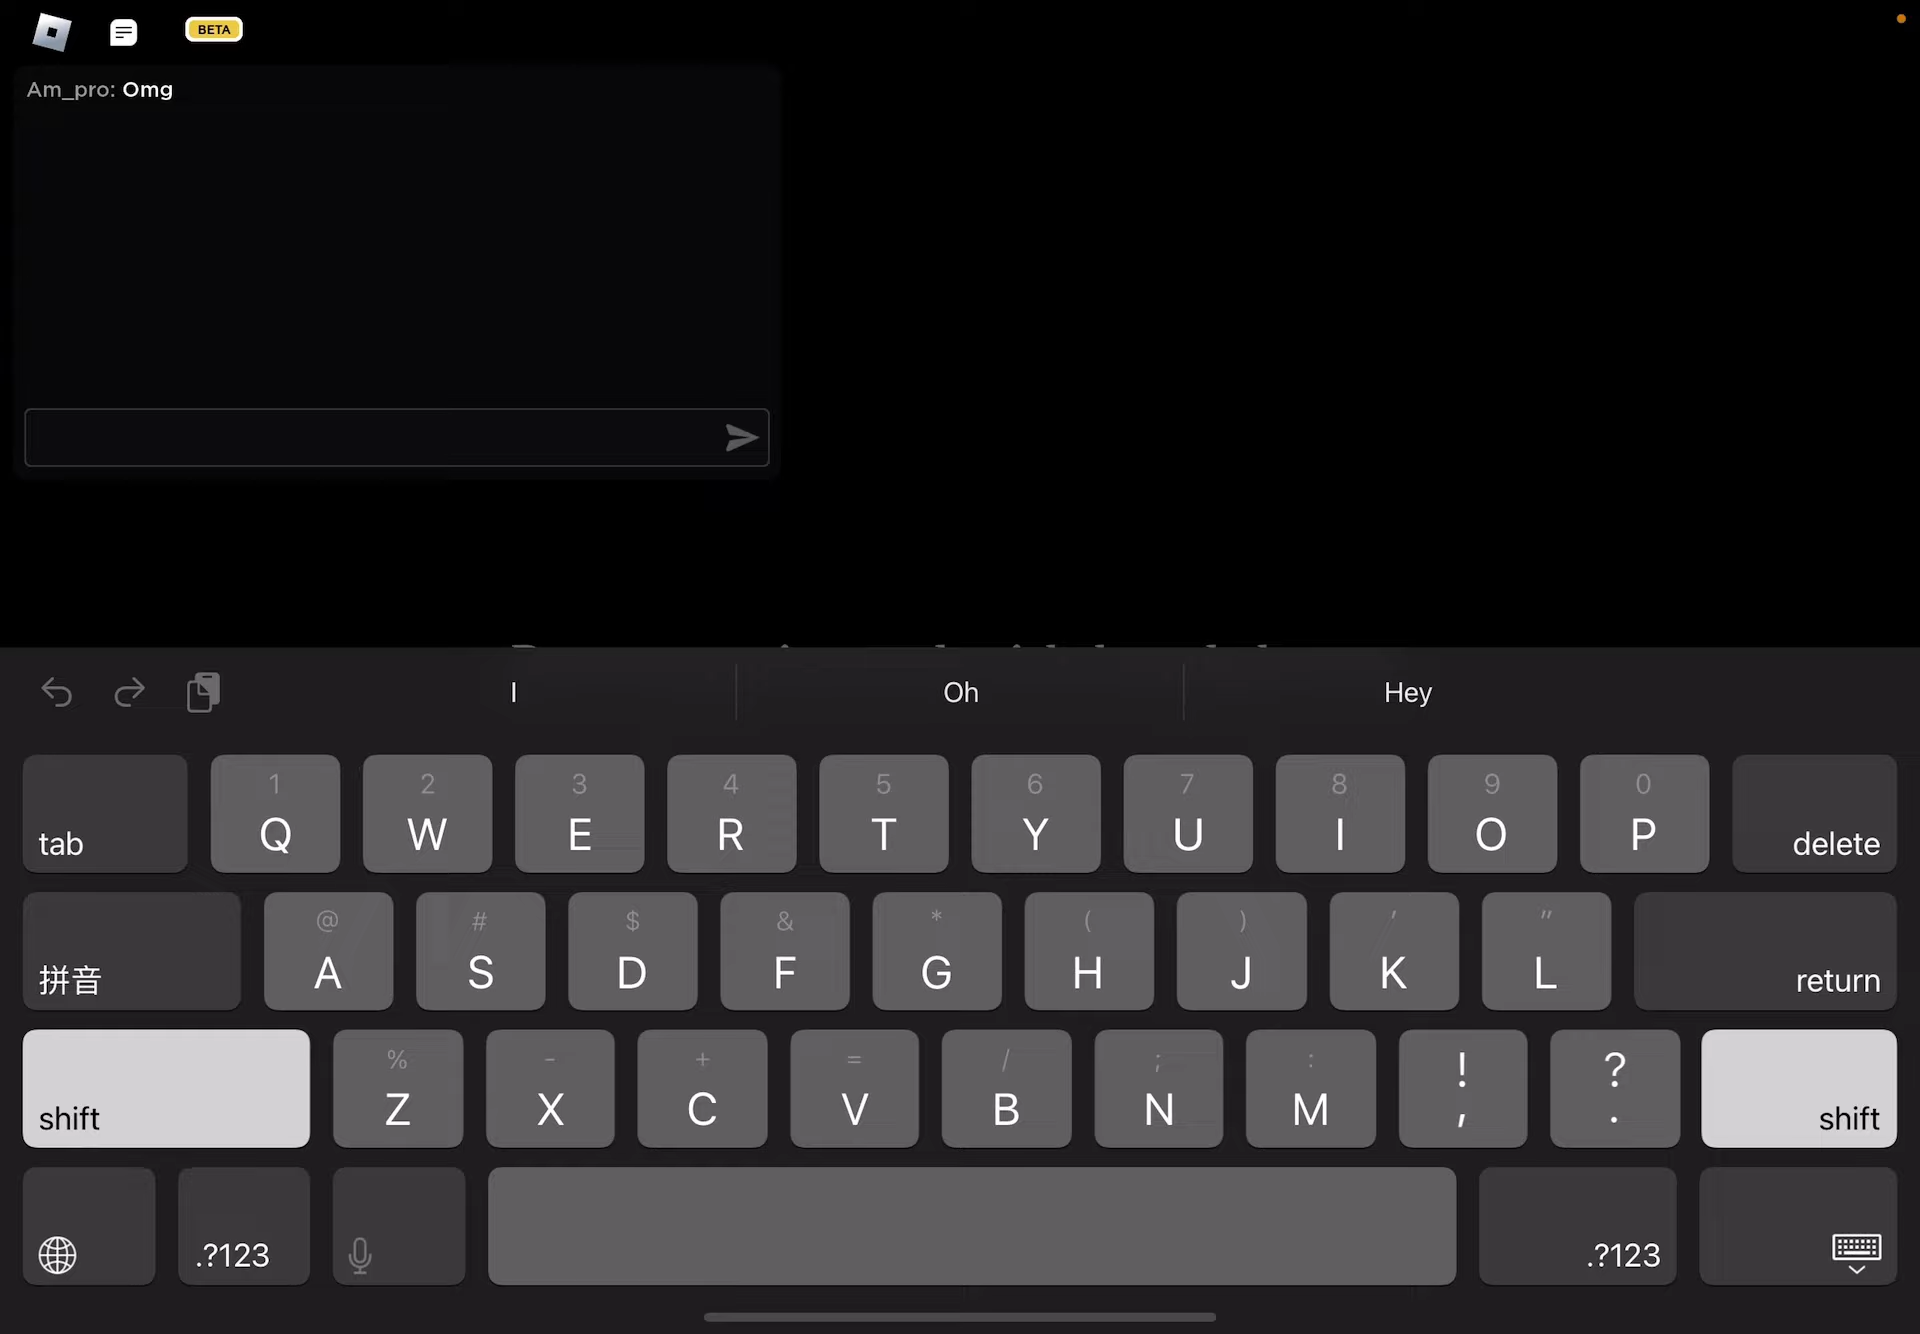 BETA
Am_pro: Omg
I Oh Hey
1 2 3 4 5 6 7 8 9 0
tab Q W E R T Y U I O P delete
@ # $ & * ( ) ' "
拼音 A S D F G H J K L return
% - + = / ; : ! ?
shift Z X C V B N M , . shift
.?123 .?123